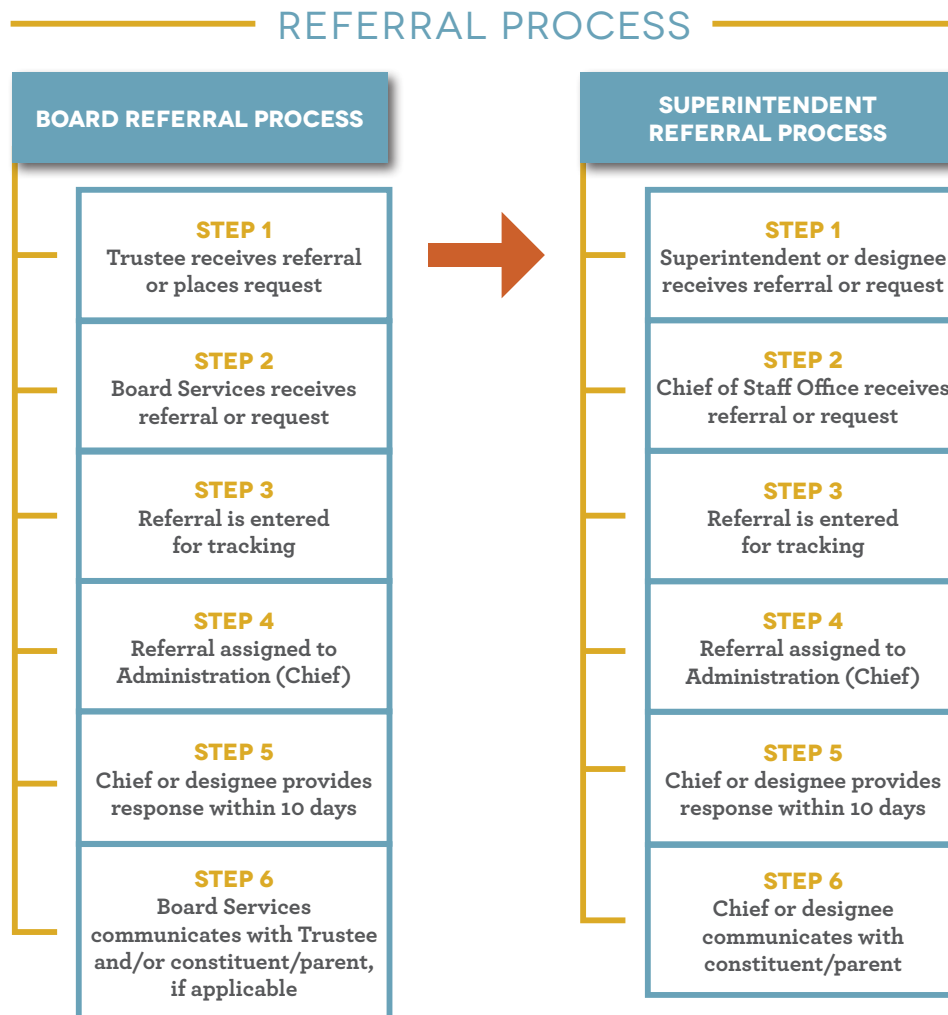 REFERRAL PROCESS
BOARD REFERRAL PROCESS
STEP 1
Trustee receives referral
or places request
STEP 2
Board Services receives
referral or request
STEP 3
Referral is entered
for tracking
STEP 4
Referral assigned to
Administration (Chief)
STEP 5
Chief or designee provides
response within 10 days
STEP 6
Board Services
communicates with Trustee
and/or constituent/parent,
if applicable
SUPERINTENDENT
REFERRAL PROCESS
STEP 1
Superintendent or designee
receives referral or request
STEP 2
Chief of Staff Office receives
referral or request
STEP 3
Referral is entered
for tracking
STEP 4
Referral assigned to
Administration (Chief)
STEP 5
Chief or designee provides
response within 10 days
STEP 6
Chief or designee
communicates with
constituent/parent